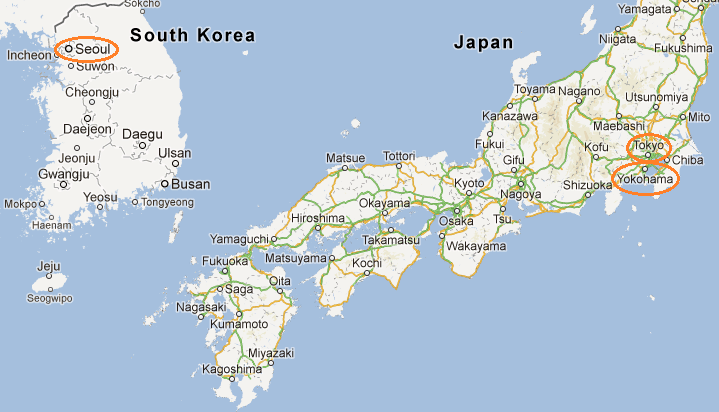 Sokcho
Yamagata
Sendai
South Korea
Seoul
Incheon
Suwon
Japan
Niigata
Fukushima
Cheongju
Toyama
Nagano
Utsunomiya
Kanazawa
Daejeon
Maebashi
Mito
Daegu
Fukui
Jeonju
Ulsan
Matsue
Tottori
Gifu
Kofu
Tokyo
Chiba
Gwangju
Busan
Kyoto
Nagoya
Shizuoka
Yokohama
Mokpo
Yeosu
Tongyeong
Okayama
Osaka
Tsu
Haenam
Hiroshima
Takamatsu
Wakayama
Yamaguchi
Jeju
Fukuoka
Matsuyama
Kochi
Seogwipo
Saga
Oita
Nagasaki
Kumamoto
Miyazaki
Kagoshima